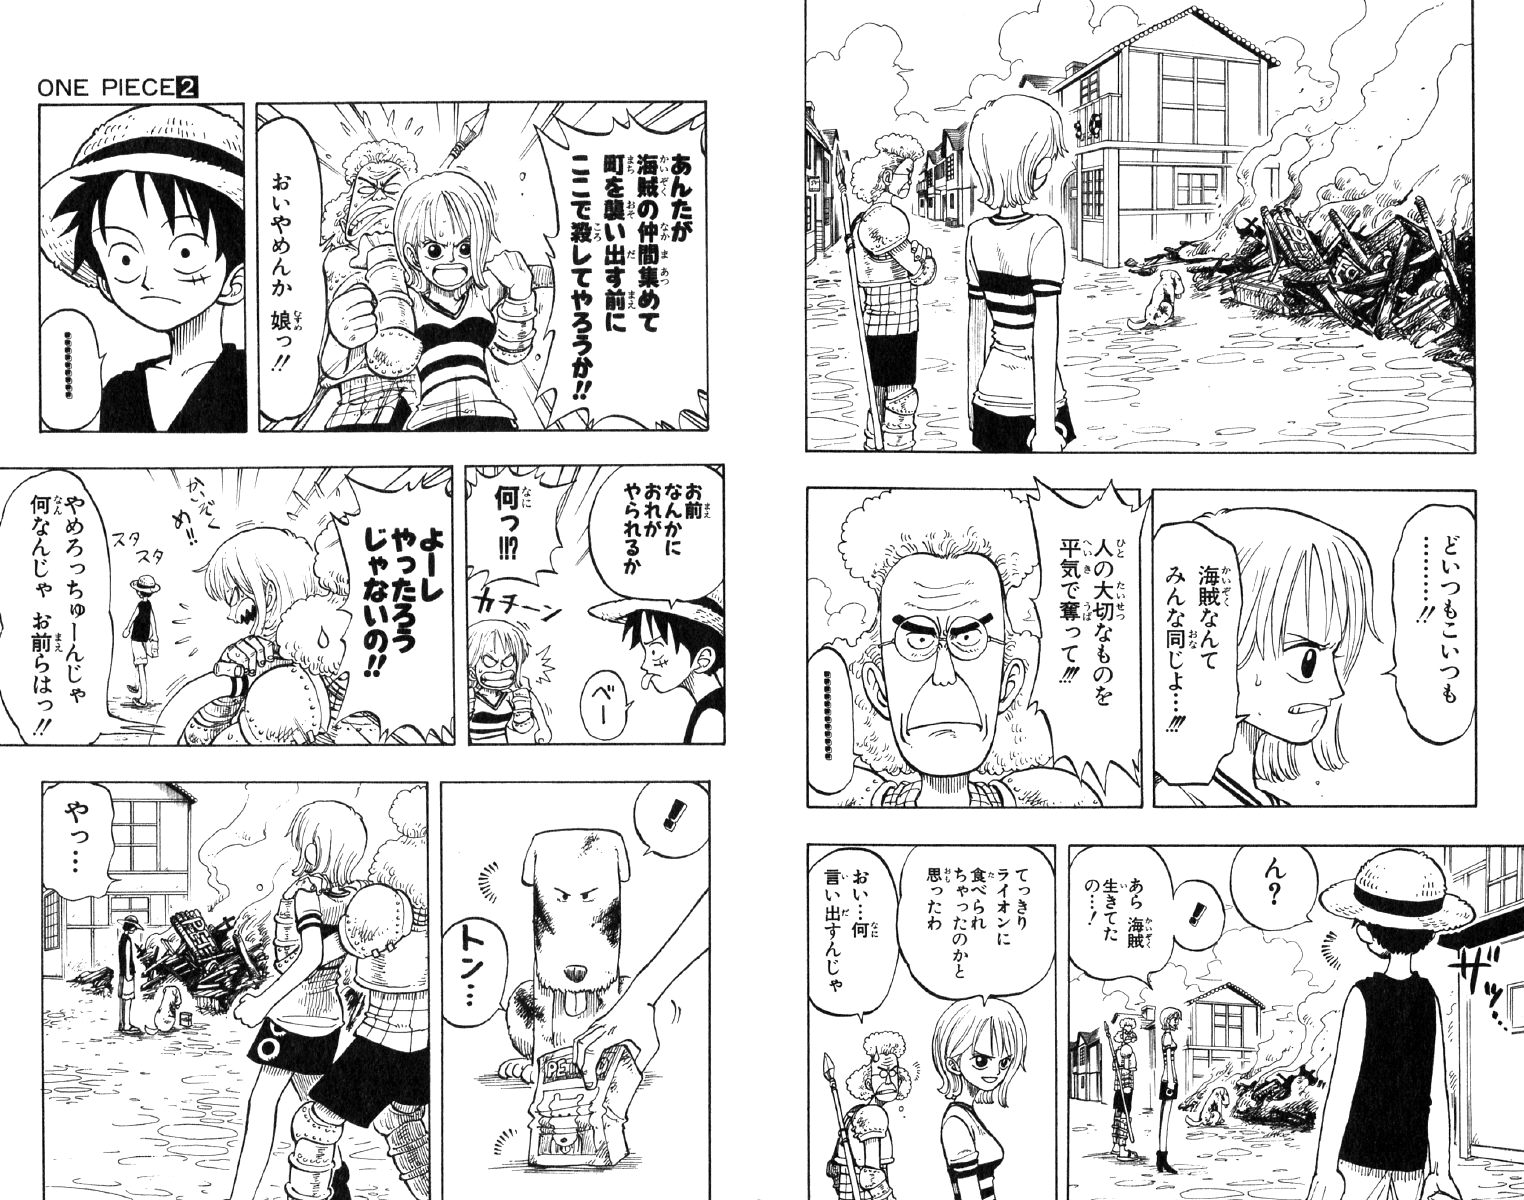 どいつもこいつも
………!!
海賊なんて
みんな同じよ…!!!
人の大切なものを
平気で奪って!!!
…………
ん?
!
あら 海賊
生きてた
の…!
ザッ…
てっきり
ライオンに
食べられ
ちゃったのかと
思ったわ
おい…何
言い出すんじゃ
ONE PIECE 2
あんたが
海賊の仲間集めて
町を襲い出す前に
ここで殺してやろうか!!
おいやめんか 娘っ!!
…………
お前
なんかに
おれが
やられるか
何っ!!!?
カチーン
べー
よーし
やったろう
じゃないの!!
かいぞく
め!!
スタ
スタ
やめろっちゅーんじゃ
何なんじゃ お前らはっ!!
!
トン…
PET
やっ…
PET